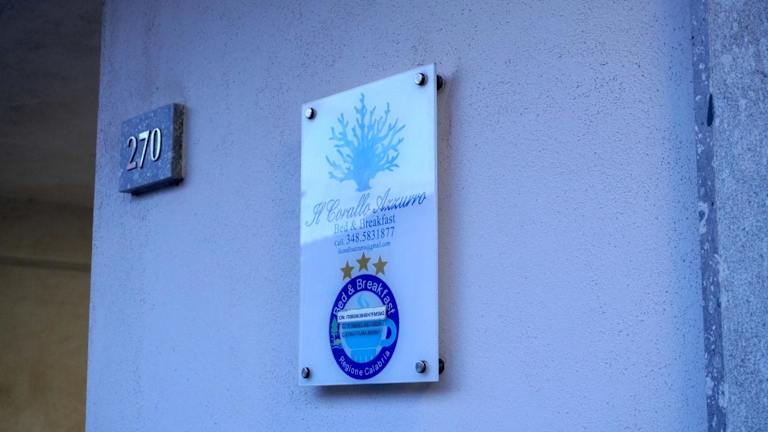 270
Il Corallo Azzurro
Bed & Breakfast
Cell. 348.5831877
Bed & Breakfast
Regione Calabria